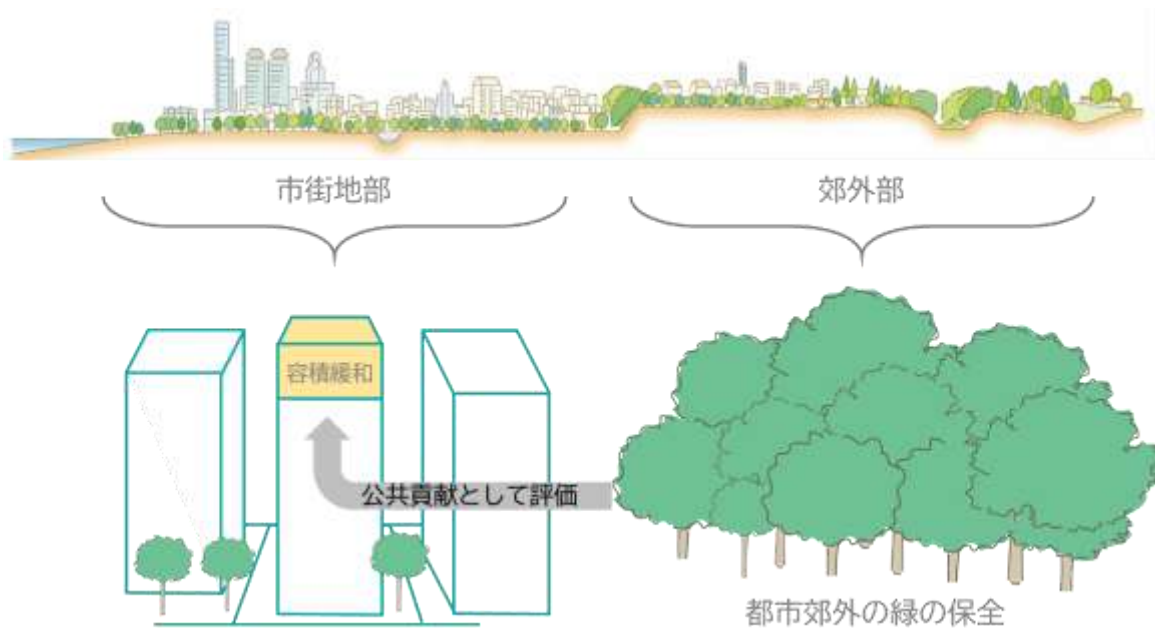 市街地部
郊外部
容積緩和
公共貢献として評価
都市郊外の緑の保全